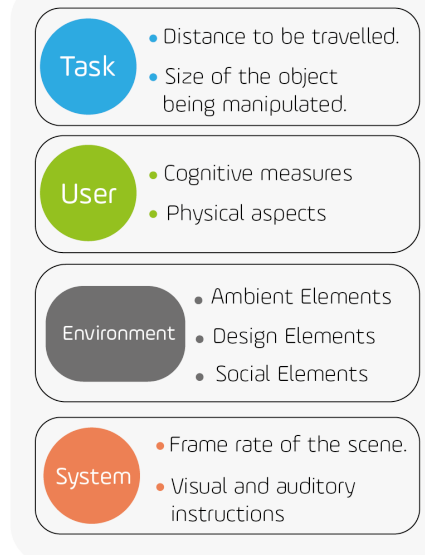 Task
• Distance to be travelled.
• Size of the object
being manipulated.
User
• Cognitive measures
• Physical aspects
Environment
• Ambient Elements
• Design Elements
• Social Elements
System
• Frame rate of the scene.
• Visual and auditory
instructions